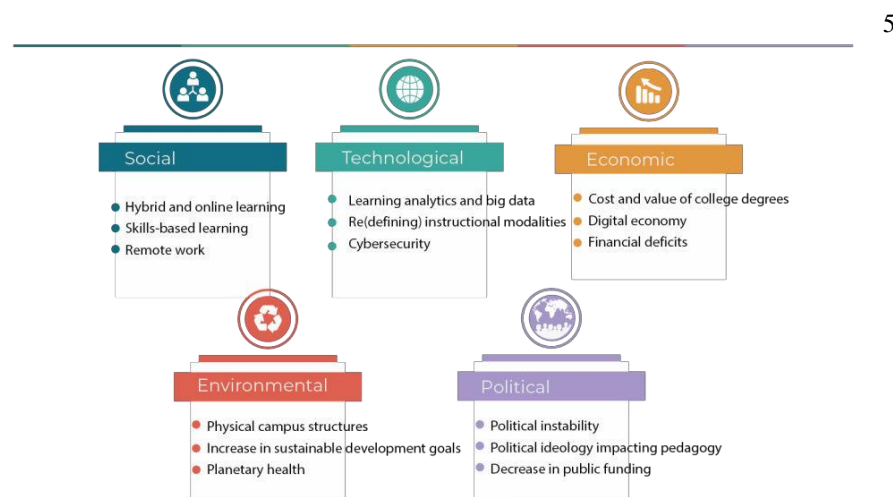 5
Social
Hybrid and online learning
Skills-based learning
Remote work
Technological
Learning analytics and big data
Re(defining) instructional modalities
Cybersecurity
Economic
Cost and value of college degrees
Digital economy
Financial deficits
Environmental
Physical campus structures
Increase in sustainable development goals
Planetary health
Political
Political instability
Political ideology impacting pedagogy
Decrease in public funding